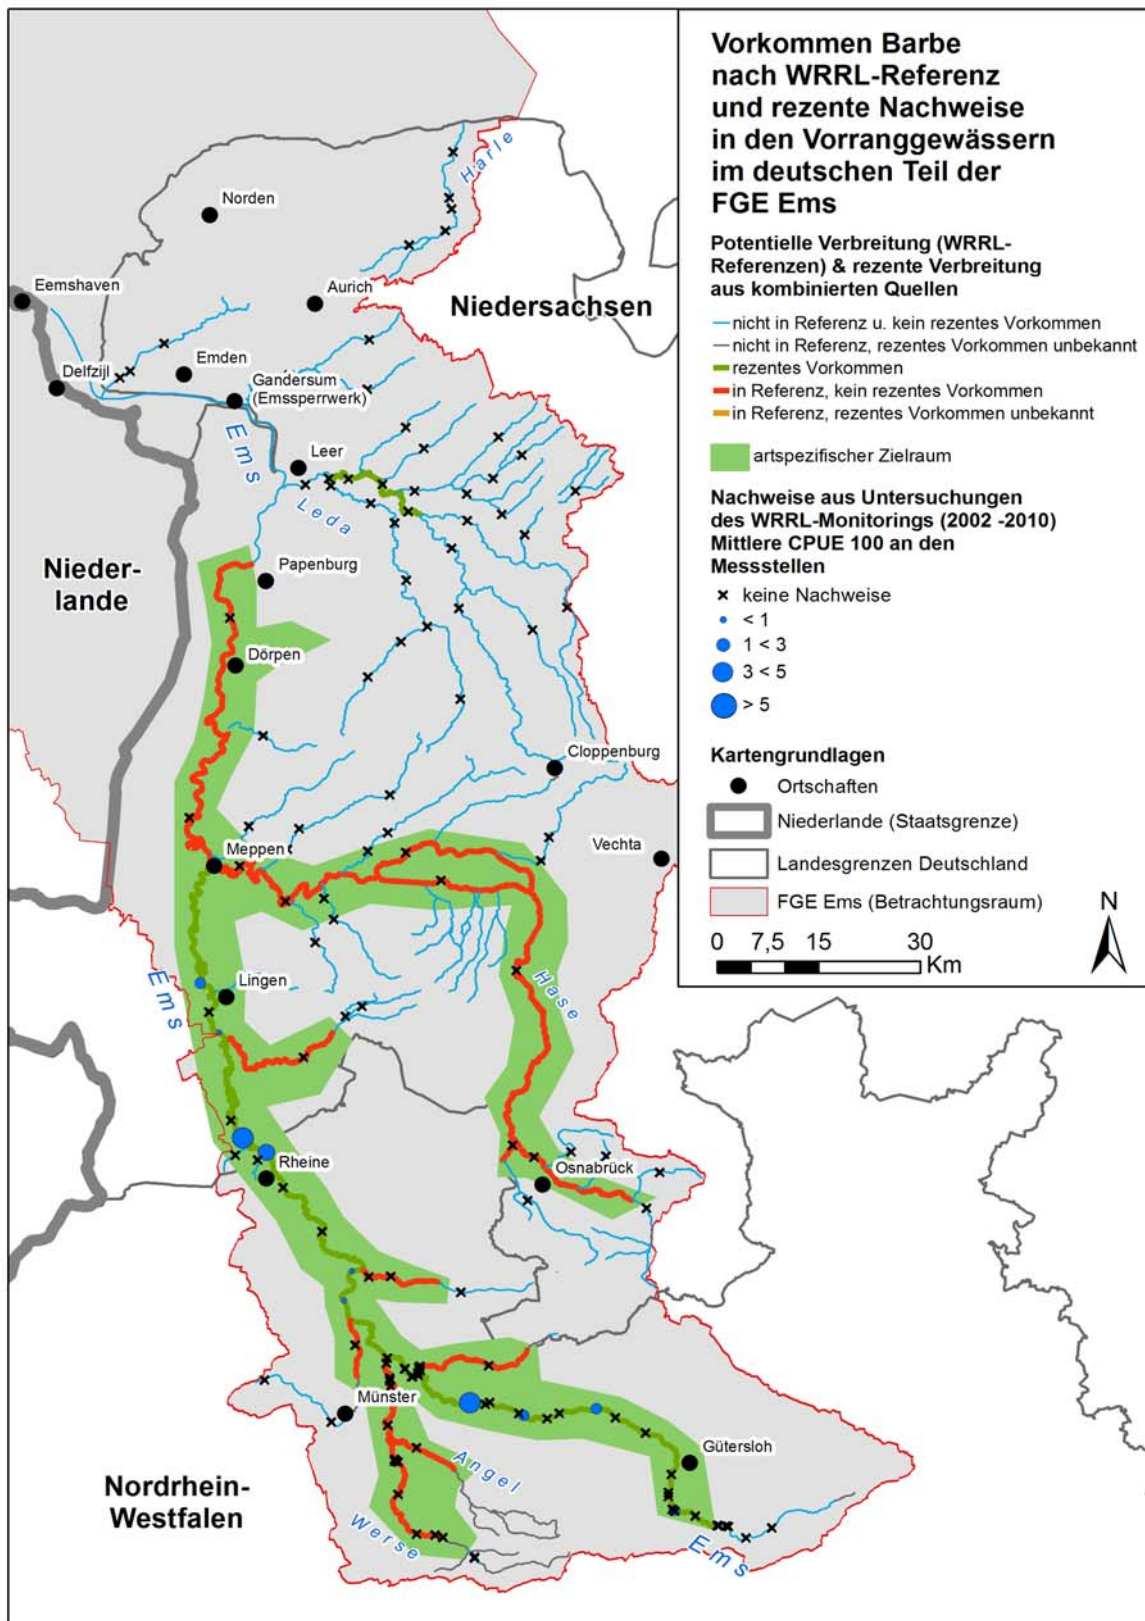 Vorkommen Barbe
nach WRRL-Referenz
und rezente Nachweise
in den Vorranggewässern
im deutschen Teil der
FGE Ems
Potentielle Verbreitung (WRRL-
Referenzen) & rezente Verbreitung
aus kombinierten Quellen
nicht in Referenz u. kein rezentes Vorkommen
nicht in Referenz, rezentes Vorkommen unbekannt
rezentes Vorkommen
in Referenz, kein rezentes Vorkommen
in Referenz, rezentes Vorkommen unbekannt
artspezifischer Zielraum
Nachweise aus Untersuchungen
des WRRL-Monitorings (2002 -2010)
Mittlere CPUE 100 an den
Messstellen
keine Nachweise
< 1
1 < 3
3 < 5
> 5
Kartengrundlagen
Ortschaften
Niederlande (Staatsgrenze)
Landesgrenzen Deutschland
FGE Ems (Betrachtungsraum)
N
0 7,5 15 30
Km
Harle
Norden
Eemshaven
Aurich
Niedersachsen
Emden
Delfzijl
Gandersum
(Emssperrwerk)
Ems
Leer
Leda
Nieder-
lande
Papenburg
Dörpen
Cloppenburg
Meppen
Vechta
Lingen
Ems
Hase
Rheine
Osnabrück
Münster
Angel
Gütersloh
Nordrhein-
Westfalen
Werse
Ems